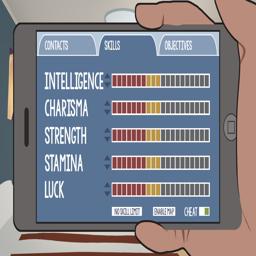 CONTACTS SKILLS OBJECTIVES
INTELLIGENCE
CHARISMA
STRENGTH
STAMINA
LUCK
NO SKILL LIMIT ENABLE MAP CHEAT